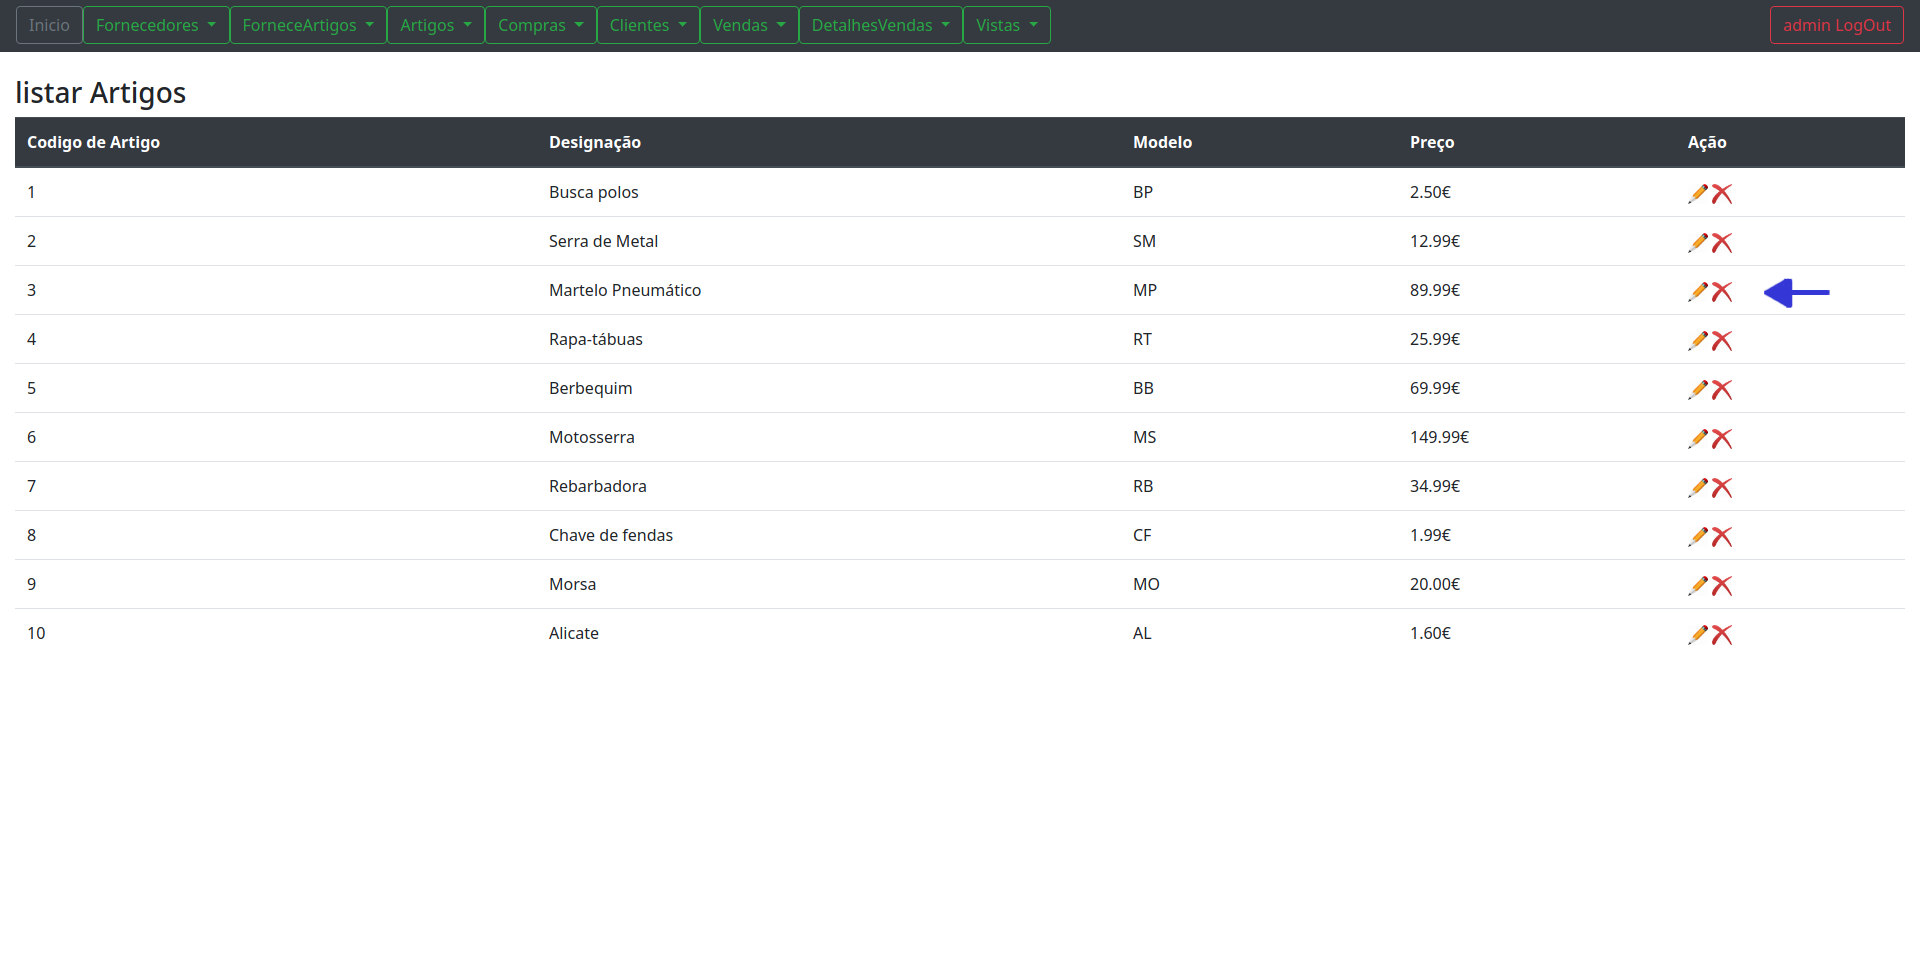 Inicio Fornecedores ForneceArtigos Artigos Compras Clientes Vendas DetalhesVendas Vistas admin LogOut
listar Artigos
Codigo de Artigo Designação Modelo Preço Ação
1 Busca polos BP 2.50€
2 Serra de Metal SM 12.99€
3 Martelo Pneumático MP 89.99€
4 Rapa-tábuas RT 25.99€
5 Berbequim BB 69.99€
6 Motosserra MS 149.99€
7 Rebarbadora RB 34.99€
8 Chave de fendas CF 1.99€
9 Morsa MO 20.00€
10 Alicate AL 1.60€